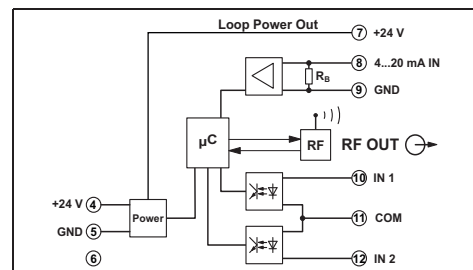 Loop Power Out
7 +24 V
8 4...20 mA IN
RB
9 GND
µC
RF
RF OUT
10 IN 1
+24 V 4
Power
11 COM
GND 5
6
12 IN 2